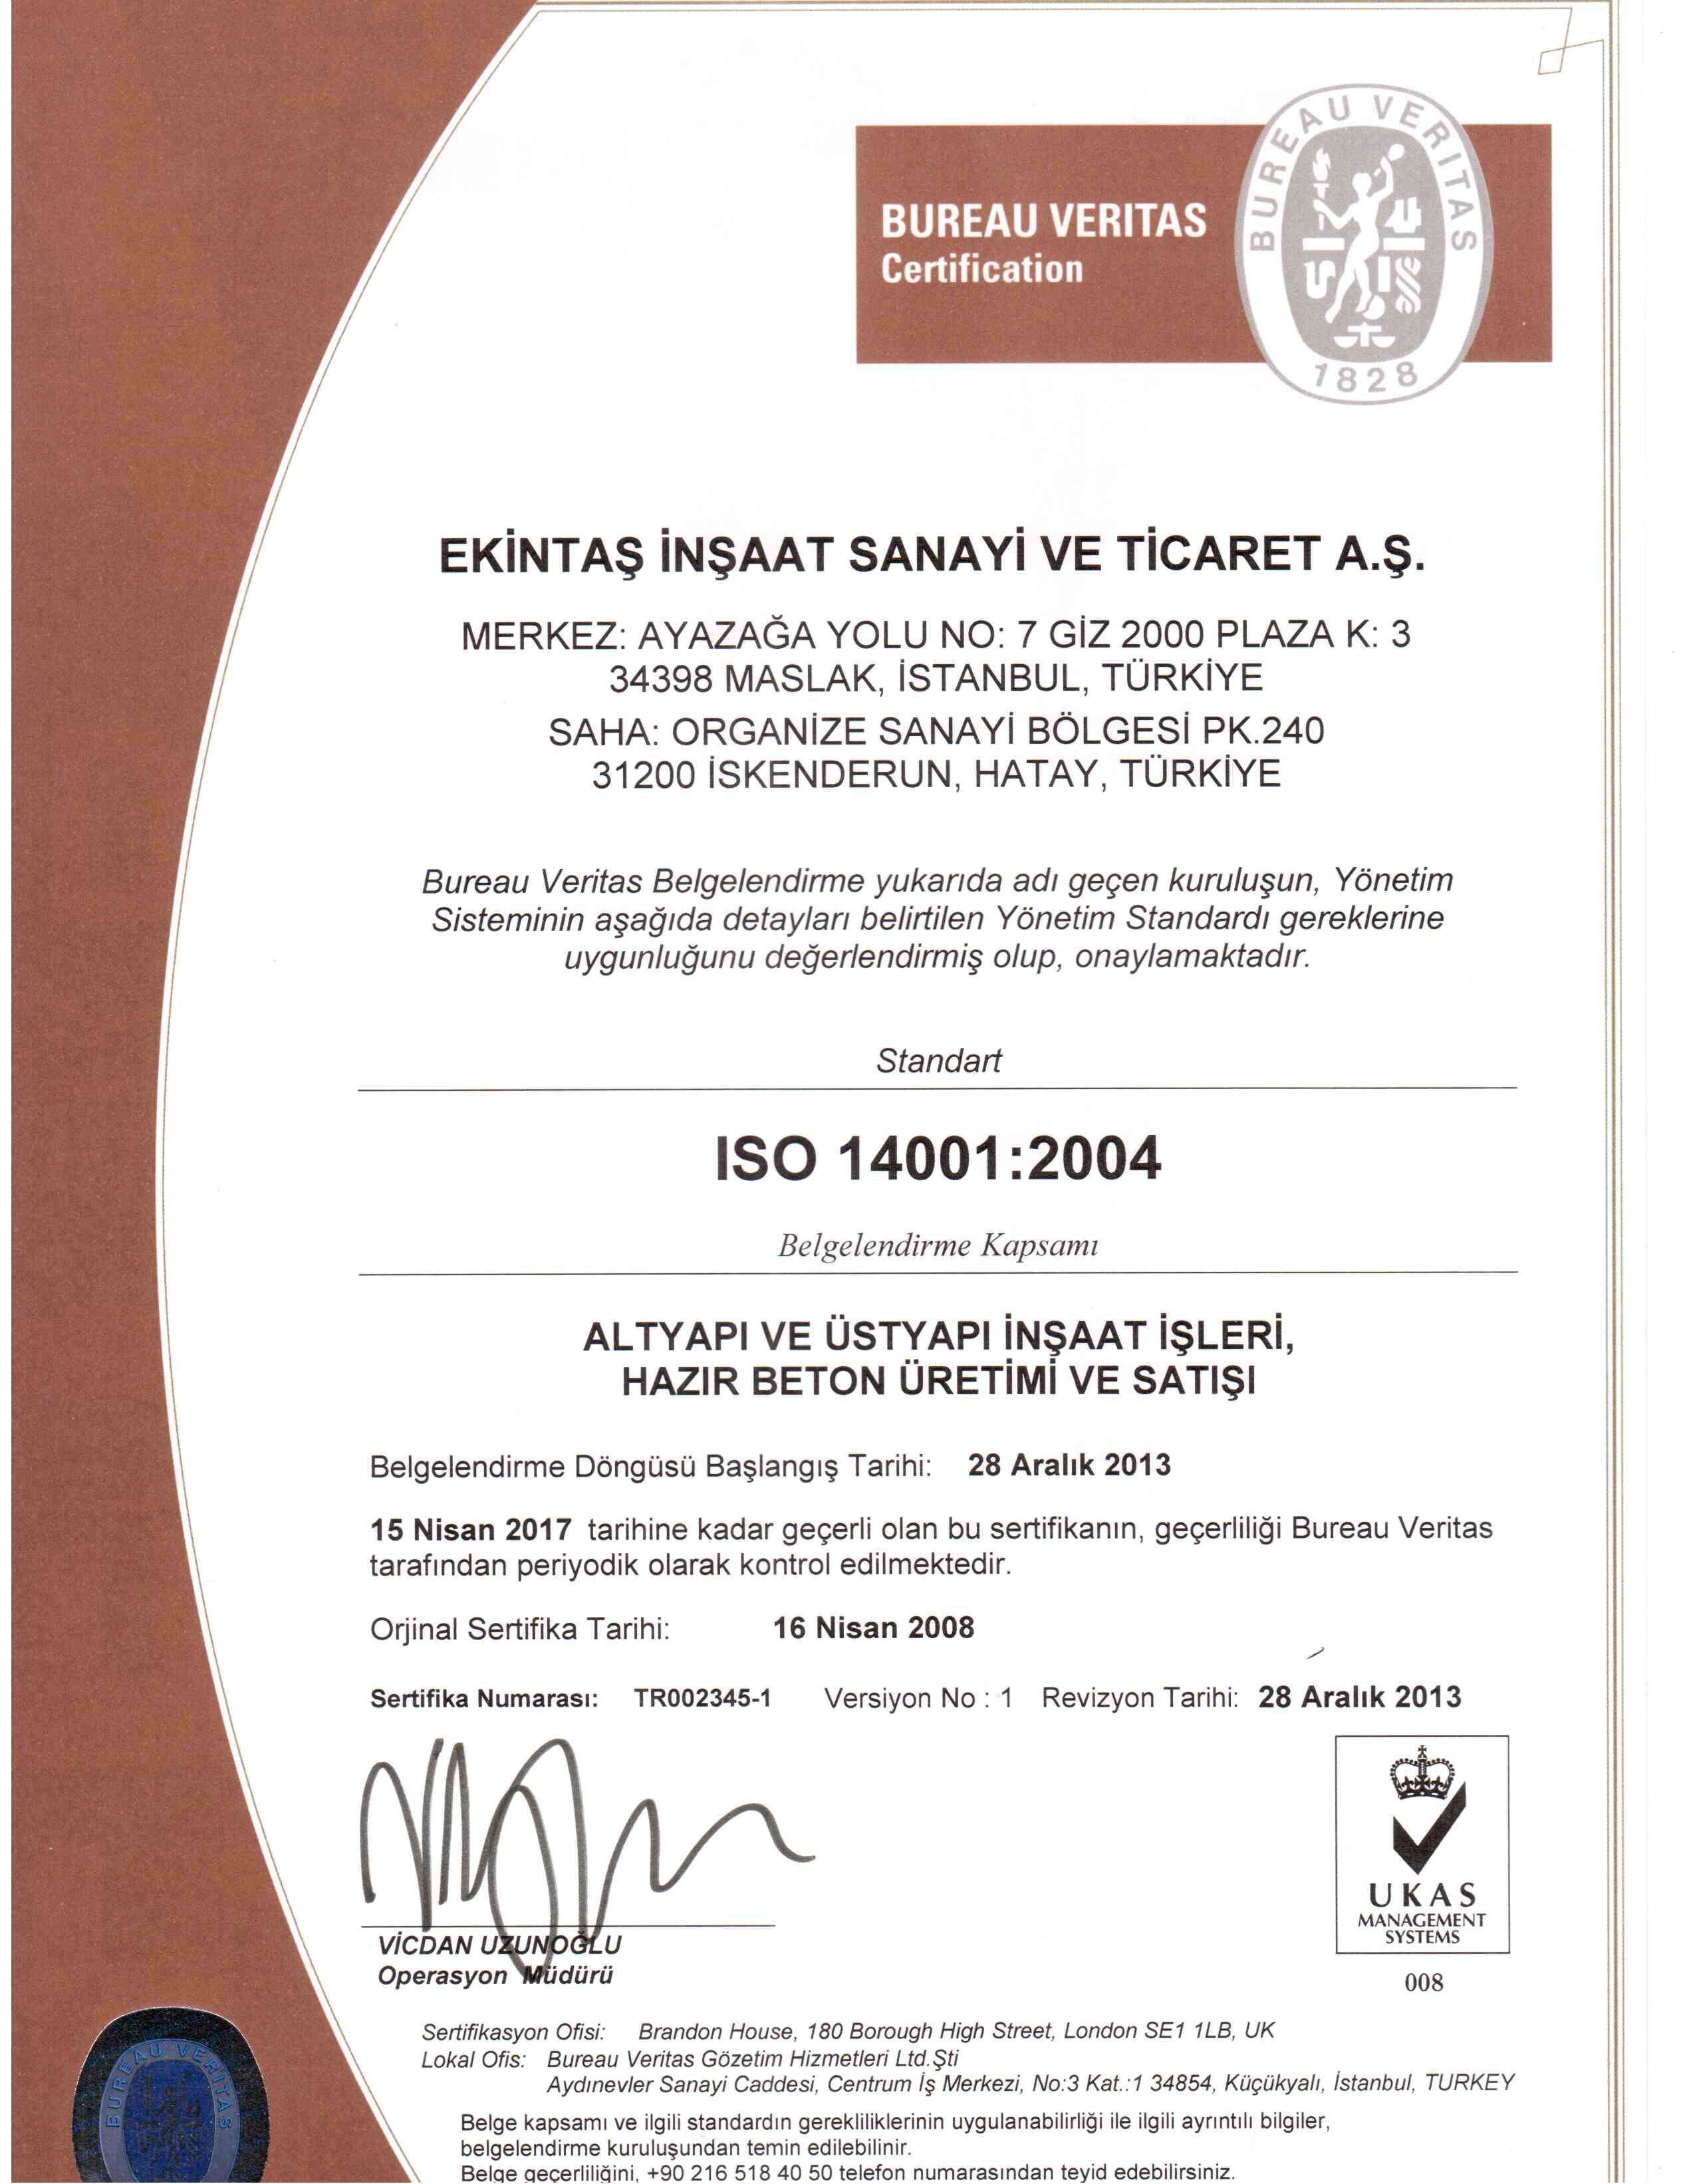 BUREAU VERITAS
Certification
BUREAU VERITAS
1828
EKİNTAŞ İNŞAAT SANAYİ VE TİCARET A.Ş.
MERKEZ: AYAZAĞA YOLU NO: 7 GİZ 2000 PLAZA K: 3
34398 MASLAK, İSTANBUL, TÜRKİYE
SAHA: ORGANİZE SANAYİ BÖLGESİ PK.240
31200 İSKENDERUN, HATAY, TÜRKİYE
Bureau Veritas Belgelendirme yukarıda adı geçen kuruluşun, Yönetim
Sisteminin aşağıda detayları belirtilen Yönetim Standardı gereklerine
uygunluğunu değerlendirmiş olup, onaylamaktadır.
Standart
ISO 14001:2004
Belgelendirme Kapsamı
ALTYAPI VE ÜSTYAPI İNŞAAT İŞLERİ,
HAZIR BETON ÜRETİMİ VE SATIŞI
Belgelendirme Döngüsü Başlangış Tarihi: 28 Aralık 2013
15 Nisan 2017 tarihine kadar geçerli olan bu sertifikanın, geçerliliği Bureau Veritas
tarafından periyodik olarak kontrol edilmektedir.
Orjinal Sertifika Tarihi: 16 Nisan 2008
Sertifika Numarası: TR002345-1 Versiyon No : 1 Revizyon Tarihi: 28 Aralık 2013
VİCDAN UZUNOĞLU
Operasyon Müdürü
UKAS
MANAGEMENT
SYSTEMS
008
Sertifikasyon Ofisi: Brandon House, 180 Borough High Street, London SE1 1LB, UK
Lokal Ofis: Bureau Veritas Gözetim Hizmetleri Ltd.Şti
Aydınevler Sanayi Caddesi, Centrum İş Merkezi, No:3 Kat.:1 34854, Küçükyalı, İstanbul, TURKEY
Belge kapsamı ve ilgili standardın gerekliliklerinin uygulanabilirliği ile ilgili ayrıntılı bilgiler,
belgelendirme kuruluşundan temin edilebilinir.
Belge geçerliliğini, +90 216 518 40 50 telefon numarasından teyid edebilirsiniz.
BUREAU VERITAS